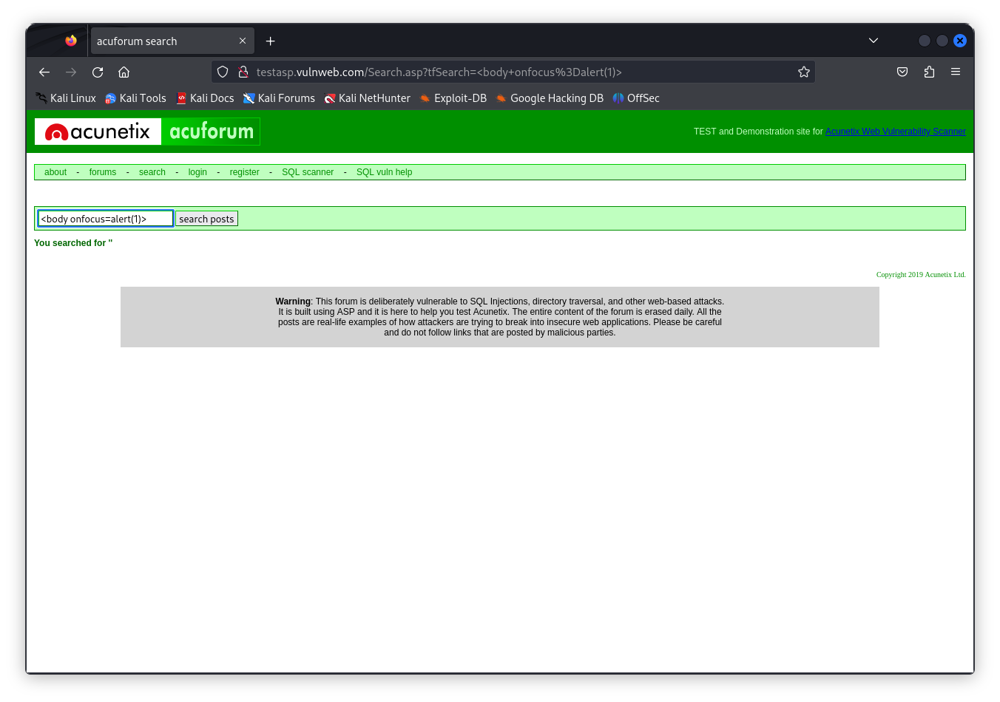 acuforum search
testasp.vulnweb.com/Search.asp?tfSearch=<body+onfocus%3Dalert(1)>
Kali Linux Kali Tools Kali Docs Kali Forums Kali NetHunter Exploit-DB Google Hacking DB OffSec
acunetix acuforum
TEST and Demonstration site for Acunetix Web Vulnerability Scanner
about - forums - search - login - register - SQL scanner - SQL vuln help
<body onfocus=alert(1)> search posts
You searched for ''
Copyright 2019 Acunetix Ltd.
Warning: This forum is deliberately vulnerable to SQL Injections, directory traversal, and other web-based attacks.
It is built using ASP and it is here to help you test Acunetix. The entire content of the forum is erased daily. All the
posts are real-life examples of how attackers are trying to break into insecure web applications. Please be careful
and do not follow links that are posted by malicious parties.